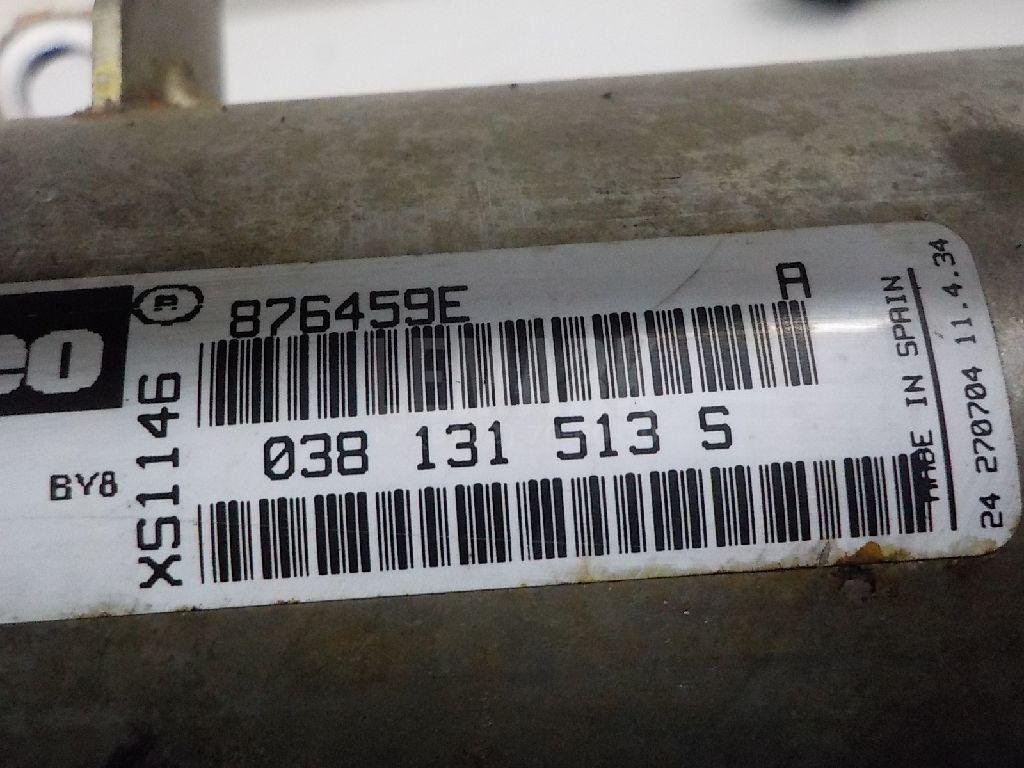 ® 876459E A
XS1146
BY8
038 131 513 S
MADE IN SPAIN
24 270704 11.4.34